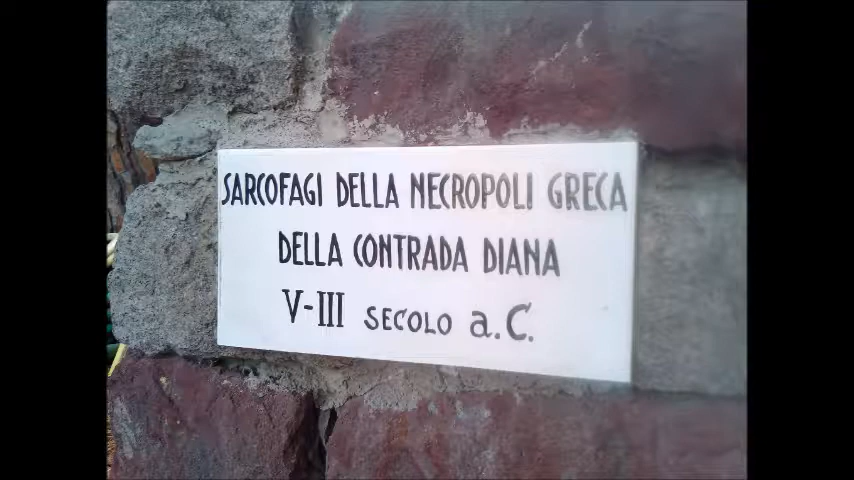 SARCOFAGI DELLA NECROPOLI GRECA
DELLA CONTRADA DIANA
V-III SECOLO a.C.